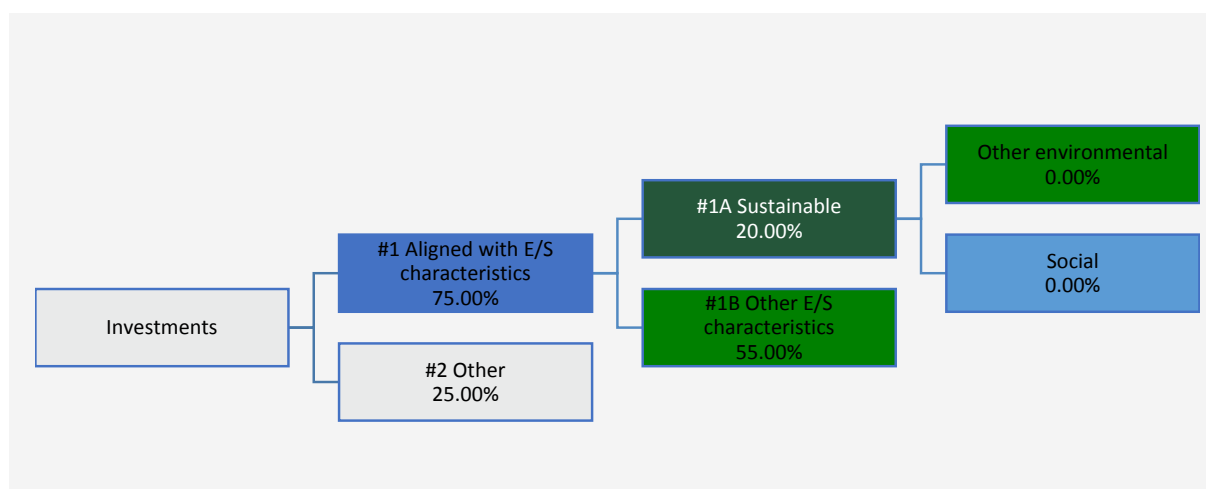 Investments
#1 Aligned with E/S
characteristics
75.00%
#2 Other
25.00%
#1A Sustainable
20.00%
#1B Other E/S
characteristics
55.00%
Other environmental
0.00%
Social
0.00%